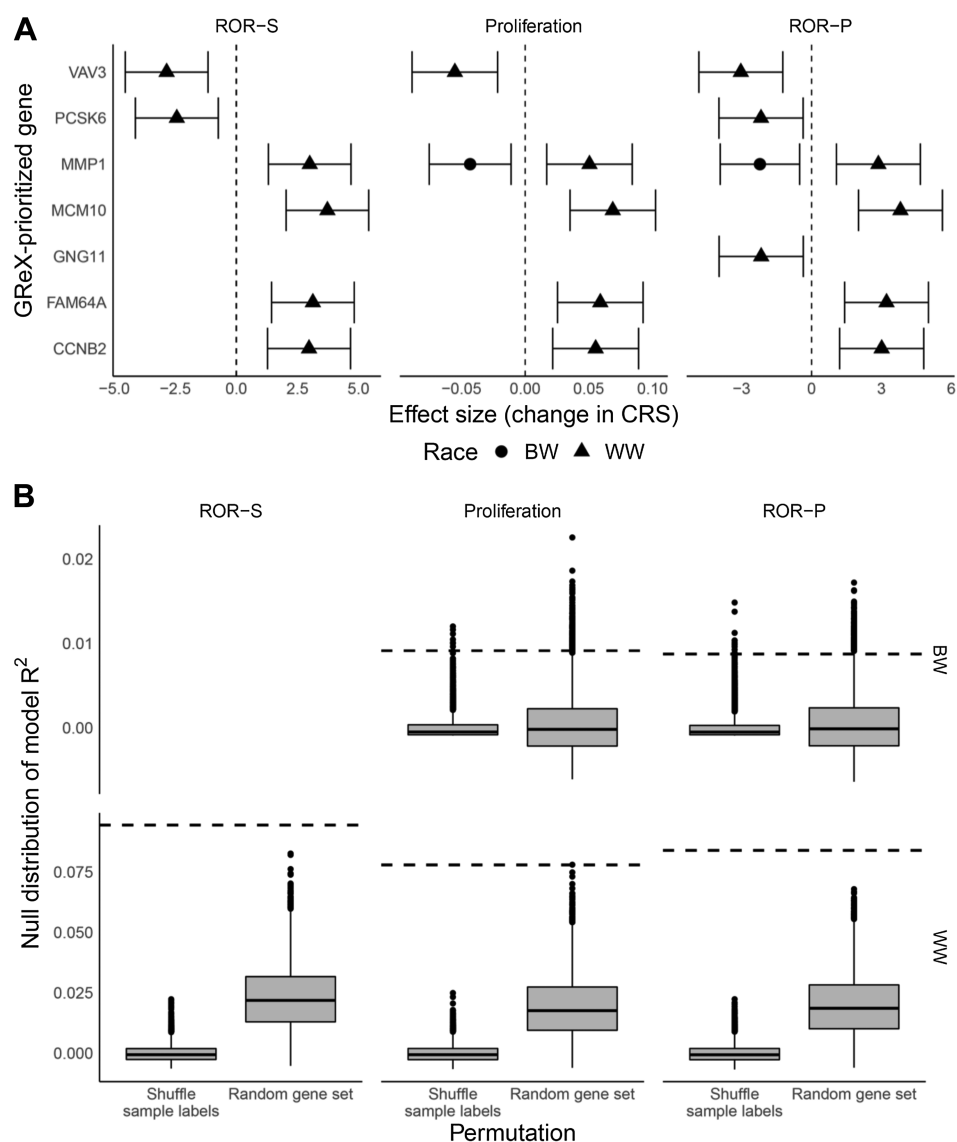 A
ROR−S
Proliferation
ROR−P
GReX-prioritized gene
VAV3
PCSK6
MMP1
MCM10
GNG11
FAM64A
CCNB2
−5.0 −2.5 0.0 2.5 5.0
−0.05 0.00 0.05 0.10
−3 0 3 6
Effect size (change in CRS)
Race BW WW
B
ROR−S
Proliferation
ROR−P
Null distribution of model R²
0.02
0.01
0.00
BW
0.075
0.050
0.025
0.000
WW
Shuffle
sample labels
Random gene set
Shuffle
sample labels
Random gene set
Shuffle
sample labels
Random gene set
Permutation